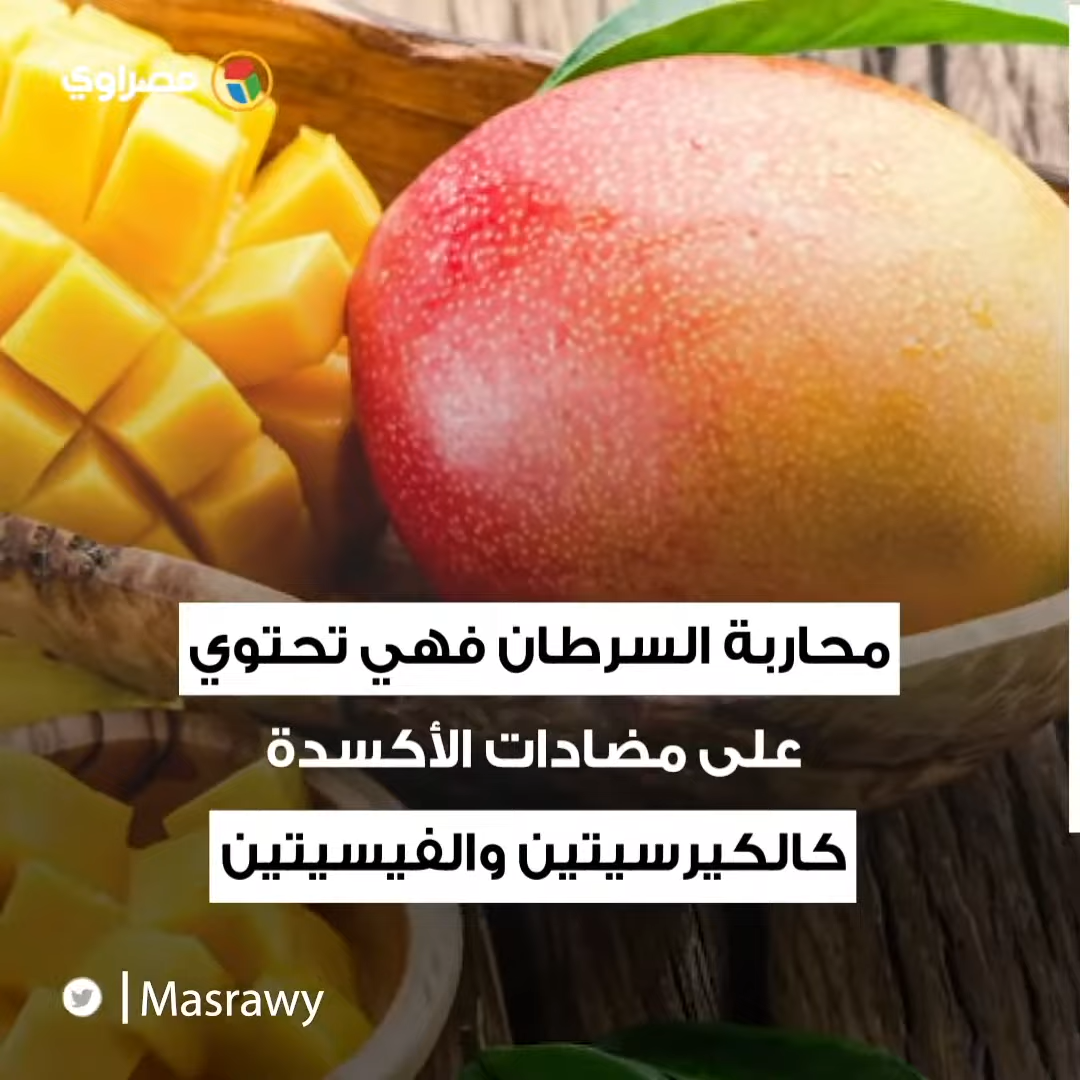 مصراوي
محاربة السرطان فهي تحتوي
على مضادات الأكسدة
كالكيرسيتين والفيسيتين
Masrawy